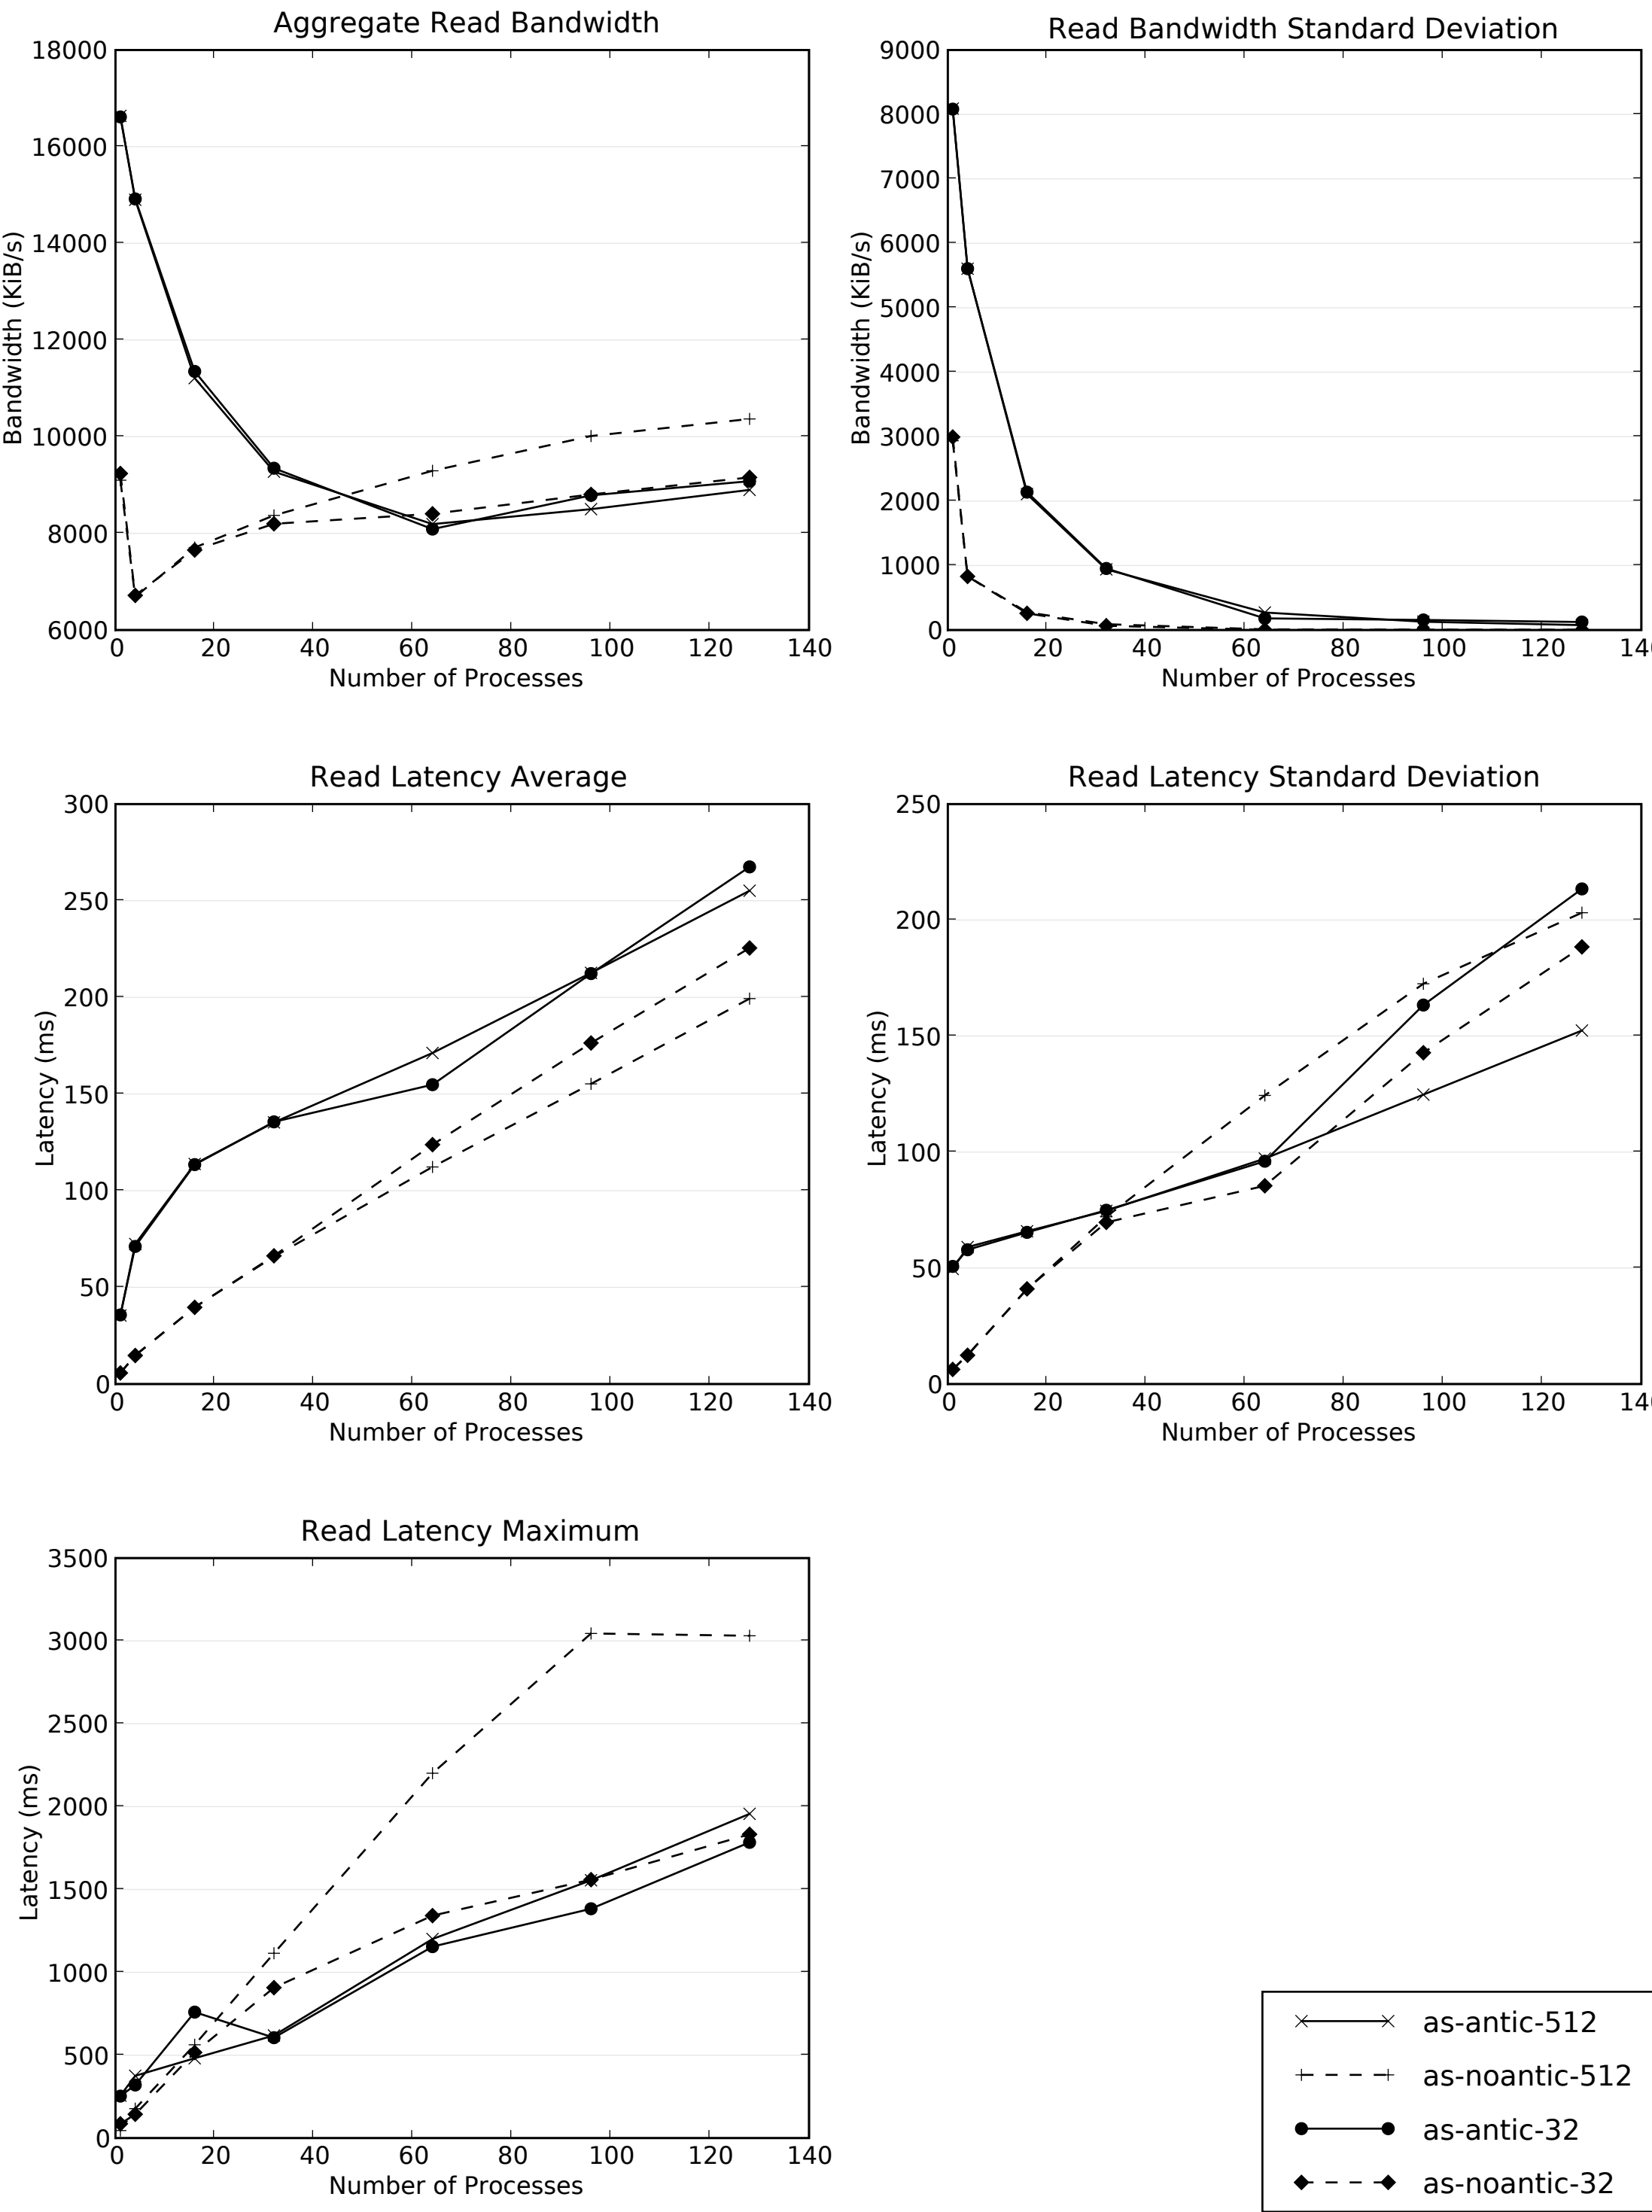 Aggregate Read Bandwidth
18000
16000
14000
12000
10000
8000
6000
Bandwidth (KiB/s)
0 20 40 60 80 100 120 140
Number of Processes
Read Bandwidth Standard Deviation
9000
8000
7000
6000
5000
4000
3000
2000
1000
0
Bandwidth (KiB/s)
0 20 40 60 80 100 120 14
Number of Processes
Read Latency Average
300
250
200
150
100
50
0
Latency (ms)
0 20 40 60 80 100 120 140
Number of Processes
Read Latency Standard Deviation
250
200
150
100
50
0
Latency (ms)
0 20 40 60 80 100 120 14
Number of Processes
Read Latency Maximum
3500
3000
2500
2000
1500
1000
500
0
Latency (ms)
0 20 40 60 80 100 120 140
Number of Processes
as-antic-512
as-noantic-512
as-antic-32
as-noantic-32